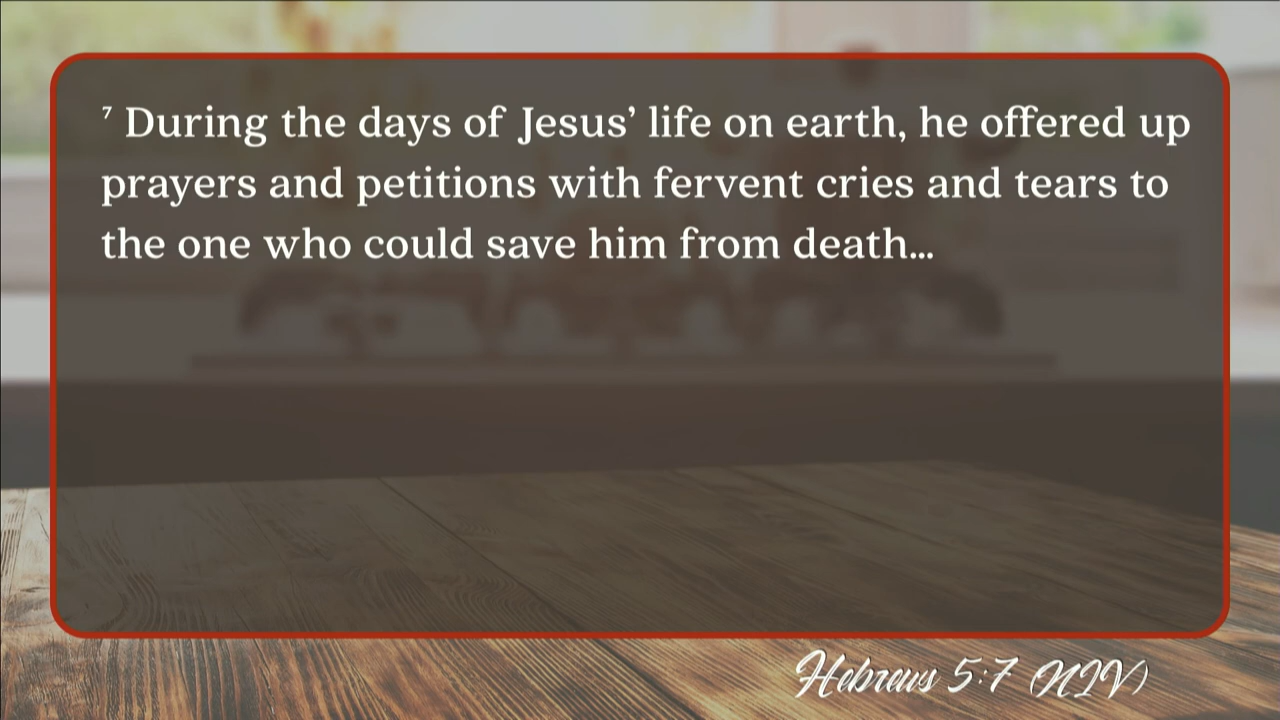 ⁷ During the days of Jesus’ life on earth, he offered up
prayers and petitions with fervent cries and tears to
the one who could save him from death...
Hebrews 5:7 (NIV)